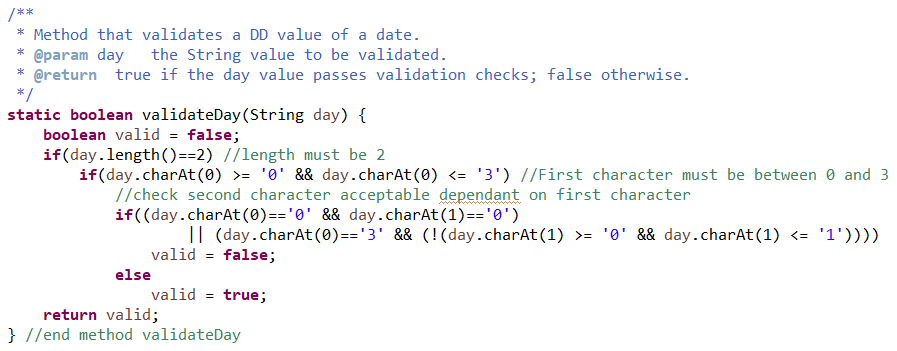 /**
 * Method that validates a DD value of a date.
 * @param day   the String value to be validated.
 * @return  true if the day value passes validation checks; false otherwise.
 */
static boolean validateDay(String day) {
    boolean valid = false;
    if(day.length()==2) //length must be 2
        if(day.charAt(0) >= '0' && day.charAt(0) <= '3') //First character must be between 0 and 3
            //check second character acceptable dependant on first character
            if((day.charAt(0)=='0' && day.charAt(1)=='0')
                    || (day.charAt(0)=='3' && (!(day.charAt(1) >= '0' && day.charAt(1) <= '1'))))
                valid = false;
            else
                valid = true;
    return valid;
} //end method validateDay